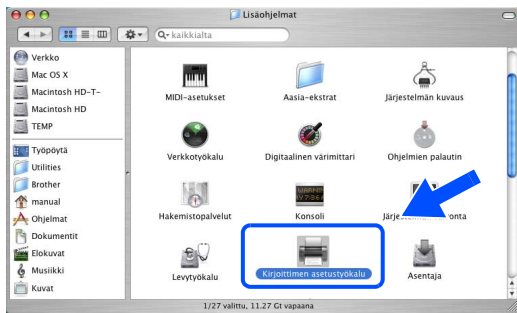 Lisäohjelmat
Q- kaikkialta
Verkko
Mac OS X
Macintosh HD-T-
Macintosh HD
TEMP
Työpöytä
Utilities
Brother
manual
Ohjelmat
Dokumentit
Elokuvat
Musiikki
Kuvat
MIDI-asetukset
Aasia-ekstrat
Järjestelmän kuvaus
Verkkotyökalu
Digitaalinen värimittari
Ohjelmien palautin
Hakemistopalvelut
Konsoli
Levytyökalu
Kirjoittimen asetustyökalu
Asentaja
1/27 valittu, 11.27 Gt vapaana